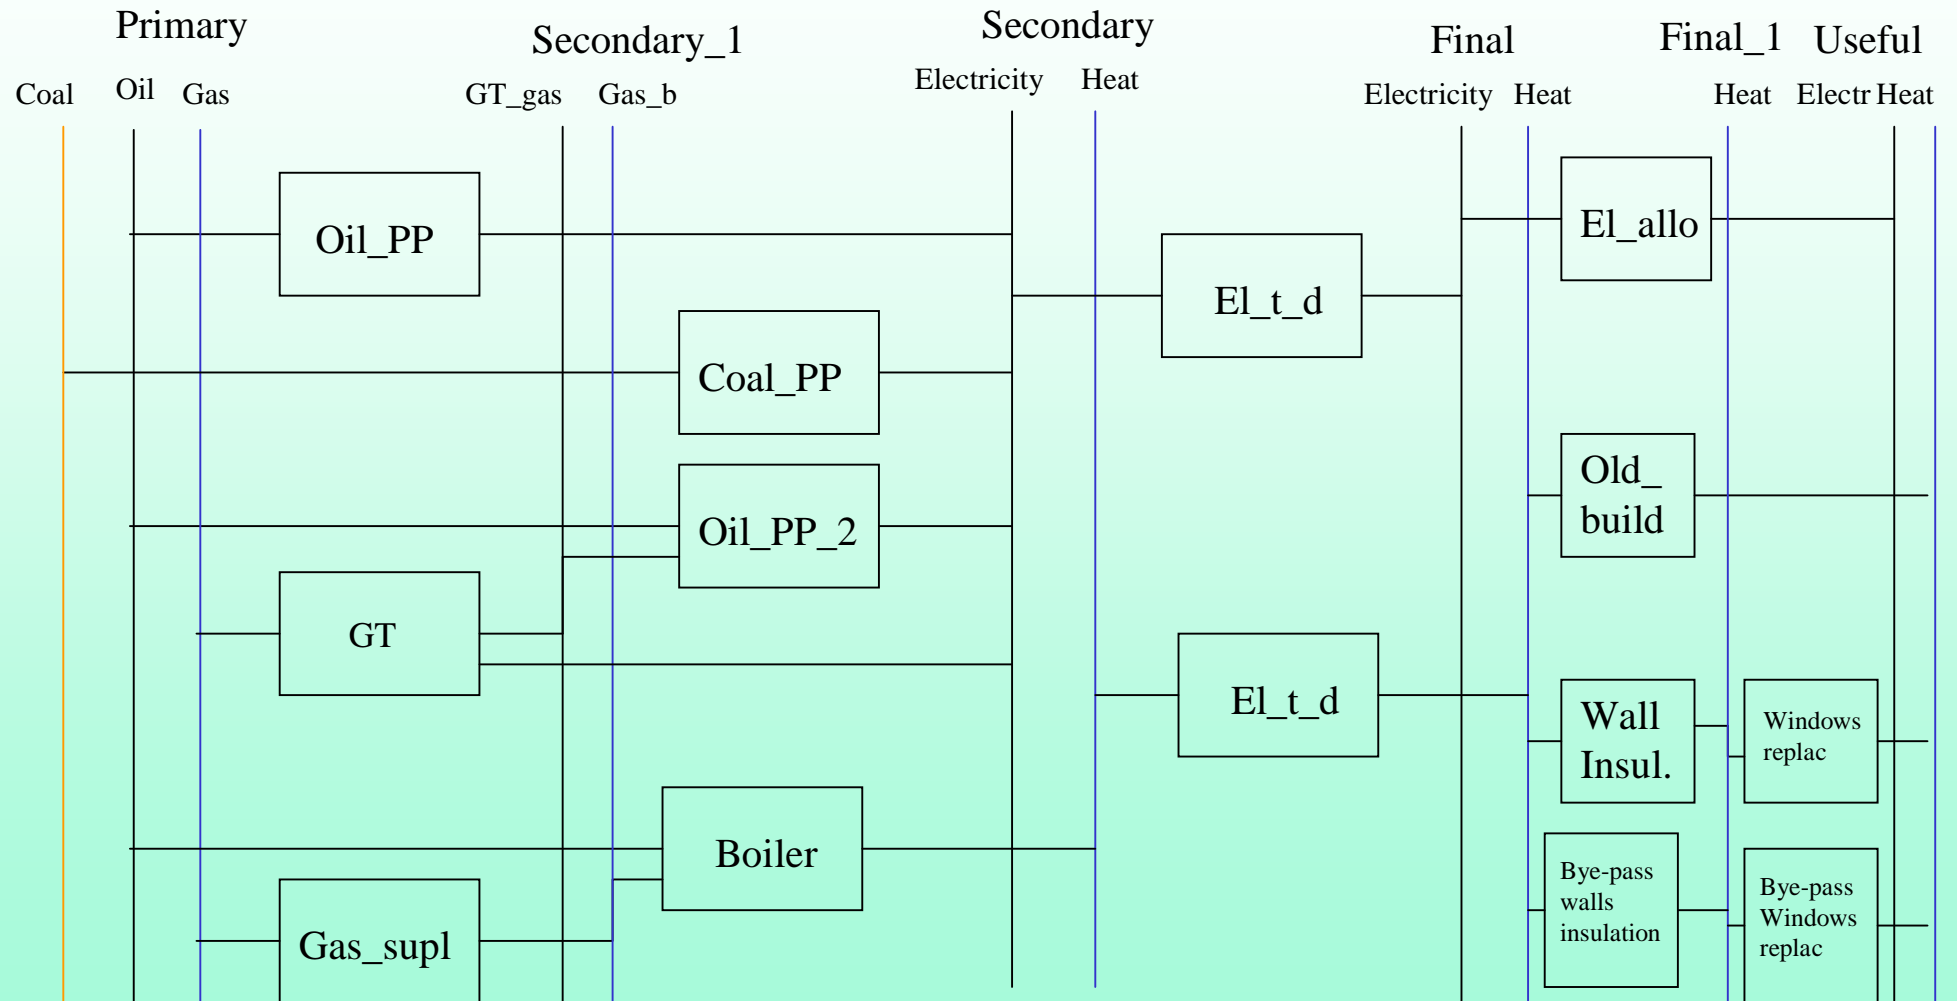 Primary
Secondary_1
Secondary
Final
Final_1
Useful
Coal
Oil
Gas
GT_gas
Gas_b
Electricity
Heat
Electricity
Heat
Heat
Electr
Heat
Oil_PP
El_allo
El_t_d
Coal_PP
Old_
build
Oil_PP_2
GT
El_t_d
Wall
Insul.
Windows
replac
Boiler
Bye-pass
walls
insulation
Bye-pass
Windows
replac
Gas_supl